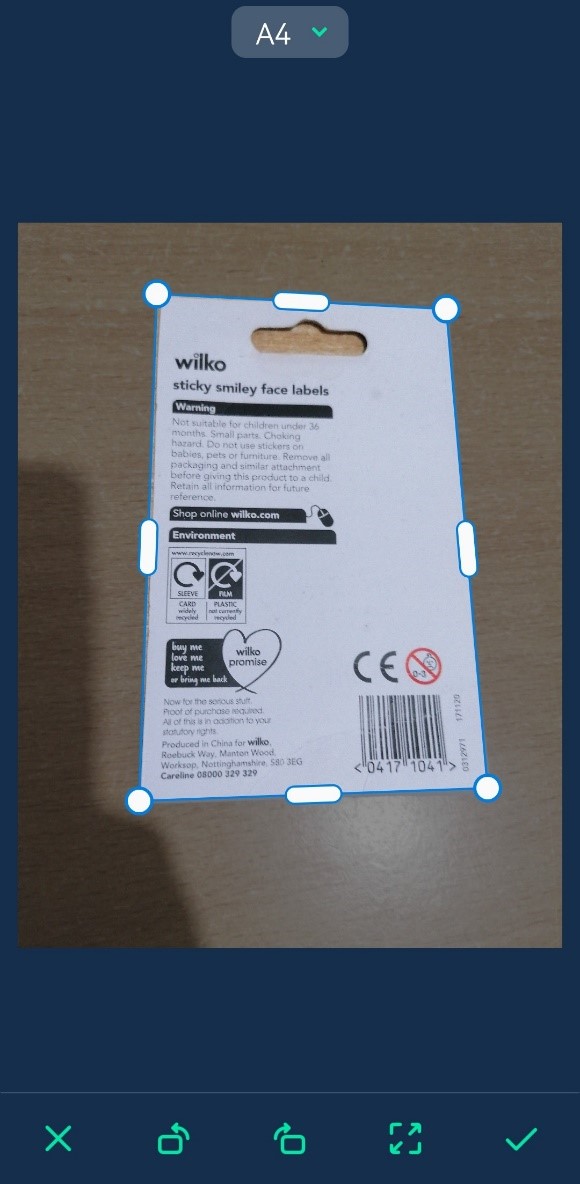 A4
wilko
sticky smiley face labels
Warning
Not suitable for children under 36
months. Small parts. Choking
hazard. Do not use stickers on
babies, pets or furniture. Remove all
packaging and similar attachment
before giving this product to a child.
Retain all information for future
reference.
Shop online wilko.com
Environment
www.recyclenow.com
SLEEVE FILM
CARD PLASTIC
widely not currently
recycled recycled
buy me
love me
keep me
or bring me back
wilko
promise
Now for the serious stuff.
Proof of purchase required.
All of this is in addition to your
statutory rights.
Produced in China for wilko,
Roebuck Way, Manton Wood,
Worksop, Nottinghamshire, S80 3EG
Careline 08000 329 329
CE
0-3
<0417 1041>
0312971 171120